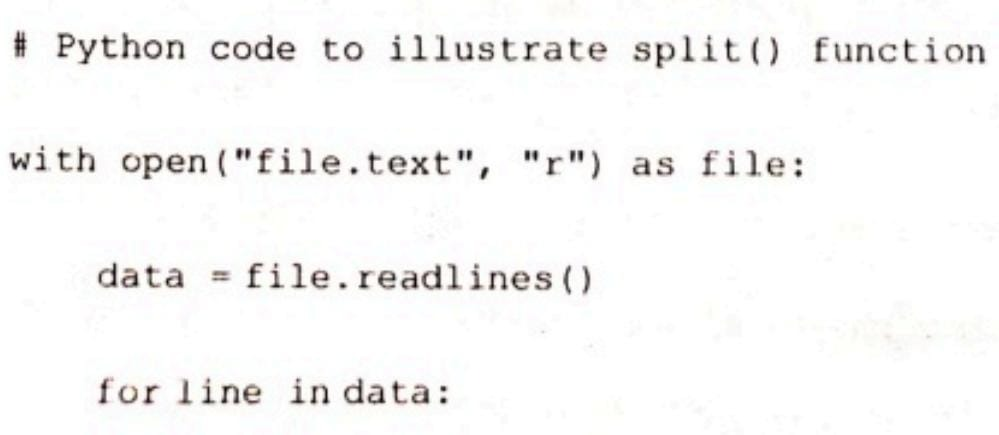 # Python code to illustrate split() function
with open("file.text", "r") as file:
    data = file.readlines()
    for line in data: